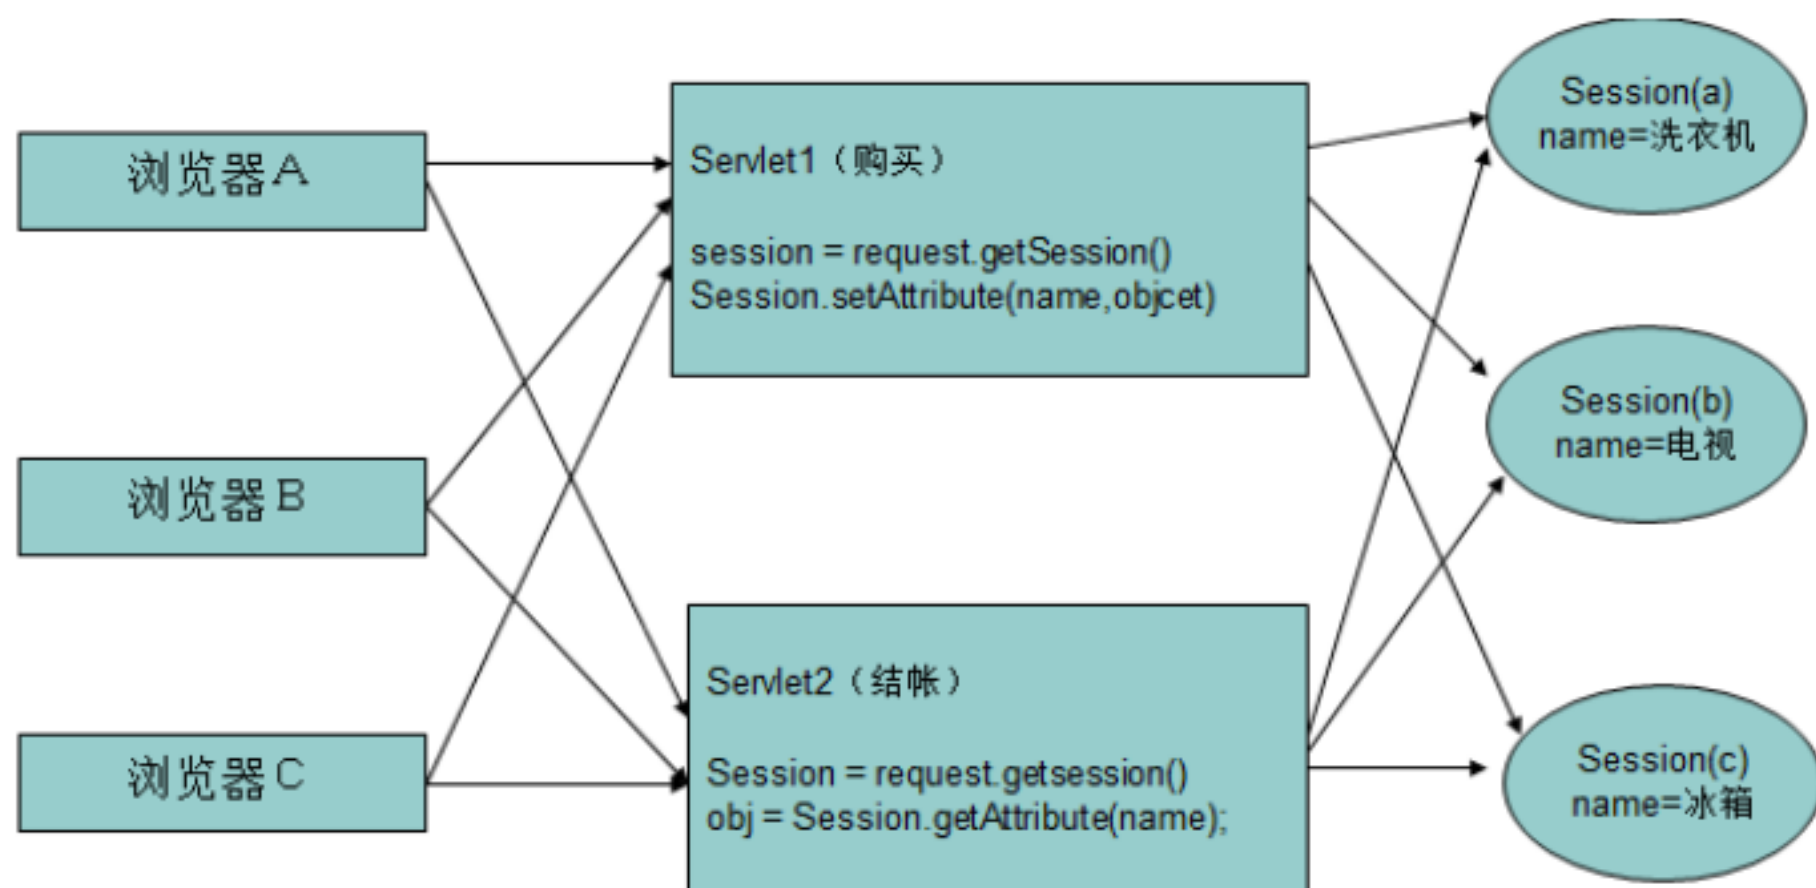 浏览器A
浏览器B
浏览器C
Servlet1（购买）
session = request.getSession()
Session.setAttribute(name,objcet)
Servlet2（结帐）
Session = request.getsession()
obj = Session.getAttribute(name);
Session(a)
name=洗衣机
Session(b)
name=电视
Session(c)
name=冰箱